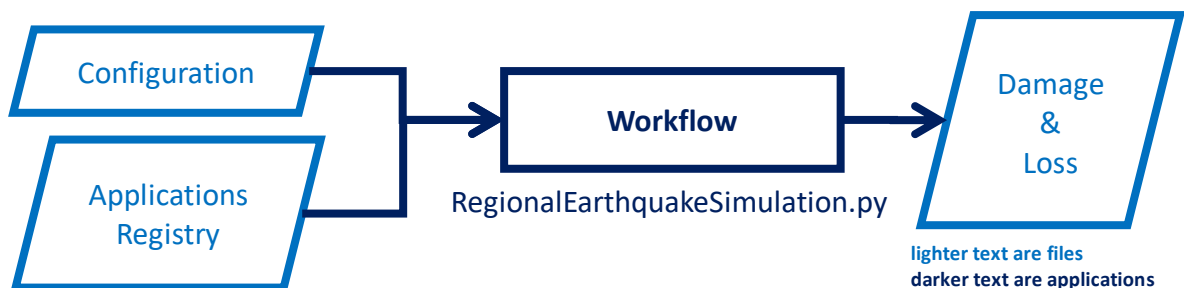 Configuration
Applications
Registry
Workflow
RegionalEarthquakeSimulation.py
Damage
&
Loss
lighter text are files
darker text are applications